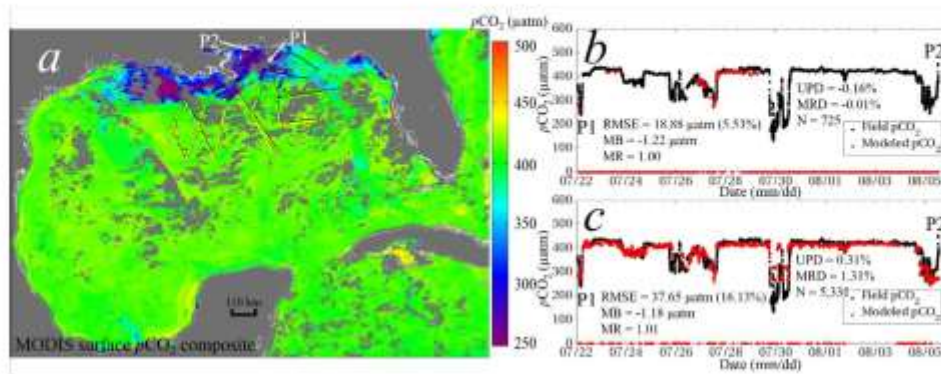 a
P2
P1
110 km
MODIS surface pCO₂ composite
pCO₂ (µatm)
500
450
400
350
300
250
b
P2
pCO₂ (µatm)
600
500
400
300
200
100
0
UPD = -0.16%
MRD = -0.01%
N = 725
P1
RMSE = 18.88 µatm (5.53%)
MB = -1.22 µatm
MR = 1.00
Field pCO₂
Modeled pCO₂
07/22 07/24 07/26 07/28 07/30 08/01 08/03 08/05
Date (mm/dd)
c
P2
pCO₂ (µatm)
600
500
400
300
200
100
0
UPD = 0.31%
MRD = 1.31%
N = 5,331
P1
RMSE = 37.65 µatm (16.13%)
MB = -1.18 µatm
MR = 1.01
Field pCO₂
Modeled pCO₂
07/22 07/24 07/26 07/28 07/30 08/01 08/03 08/05
Date (mm/dd)